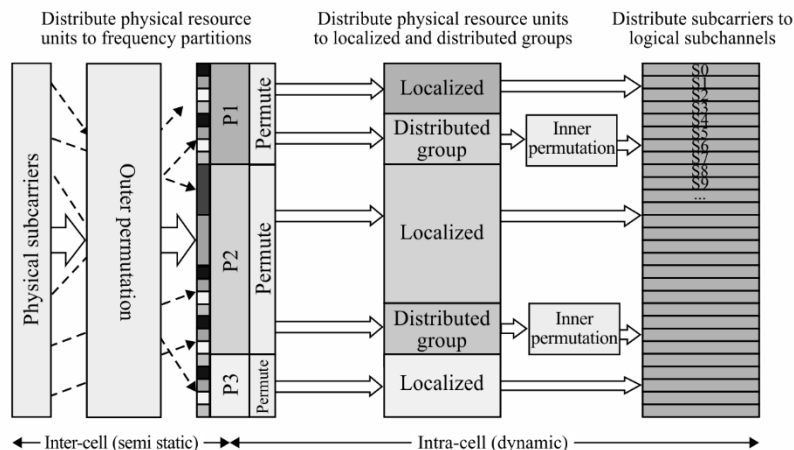 Distribute physical resource
units to frequency partitions
Distribute physical resource units
to localized and distributed groups
Distribute subcarriers to
logical subchannels
Physical subcarriers
Outer permutation
P1
Permute
P2
Permute
P3
Permute
Localized
Distributed
group
Inner
permutation
Localized
Distributed
group
Inner
permutation
Localized
S0
S1
S2
S3
S4
S5
S6
S7
S8
S9
...
Inter-cell (semi static)
Intra-cell (dynamic)